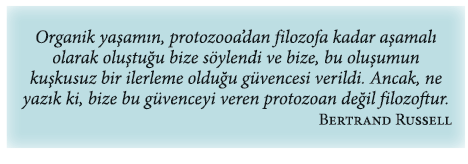 Organik yaşamın, protozooa'dan filozofa kadar aşamalı
olarak oluştuğu bize söylendi ve bize, bu oluşumun
kuşkusuz bir ilerleme olduğu güvencesi verildi. Ancak, ne
yazık ki, bize bu güvenceyi veren protozoan değil filozoftur.
BERTRAND RUSSELL